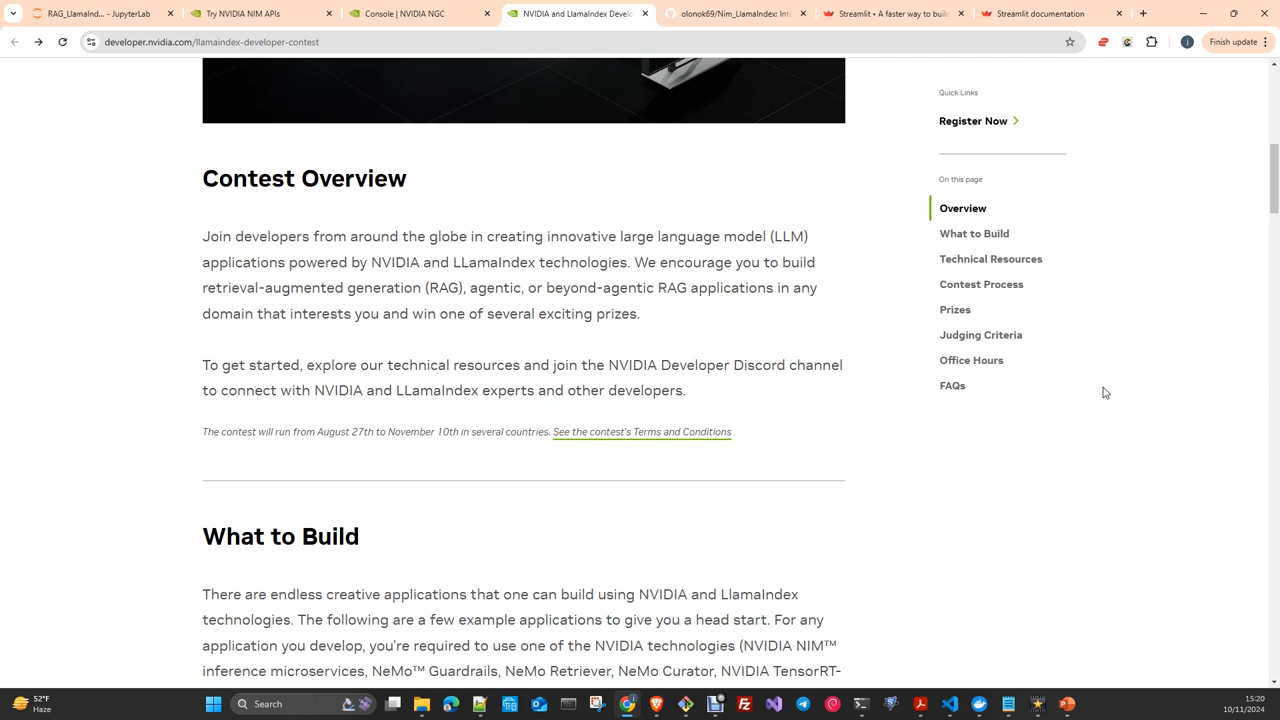 RAG_LlamaInd... - JupyterLab
Try NVIDIA NIM APIs
Console | NVIDIA NGC
NVIDIA and LlamaIndex Develo
olonok69/Nim_LlamaIndex: Inte
Streamlit • A faster way to build
Streamlit documentation
developer.nvidia.com/llamaindex-developer-contest
Finish update
Quick Links
Register Now
On this page
Overview
What to Build
Technical Resources
Contest Process
Prizes
Judging Criteria
Office Hours
FAQs
Contest Overview
Join developers from around the globe in creating innovative large language model (LLM)
applications powered by NVIDIA and LLamaIndex technologies. We encourage you to build
retrieval-augmented generation (RAG), agentic, or beyond-agentic RAG applications in any
domain that interests you and win one of several exciting prizes.
To get started, explore our technical resources and join the NVIDIA Developer Discord channel
to connect with NVIDIA and LLamaIndex experts and other developers.
The contest will run from August 27th to November 10th in several countries. See the contest's Terms and Conditions
What to Build
There are endless creative applications that one can build using NVIDIA and LlamaIndex
technologies. The following are a few example applications to give you a head start. For any
application you develop, you're required to use one of the NVIDIA technologies (NVIDIA NIM™
inference microservices, NeMo™ Guardrails, NeMo Retriever, NeMo Curator, NVIDIA TensorRT-
52°F
Haze
Search
15:20
10/11/2024